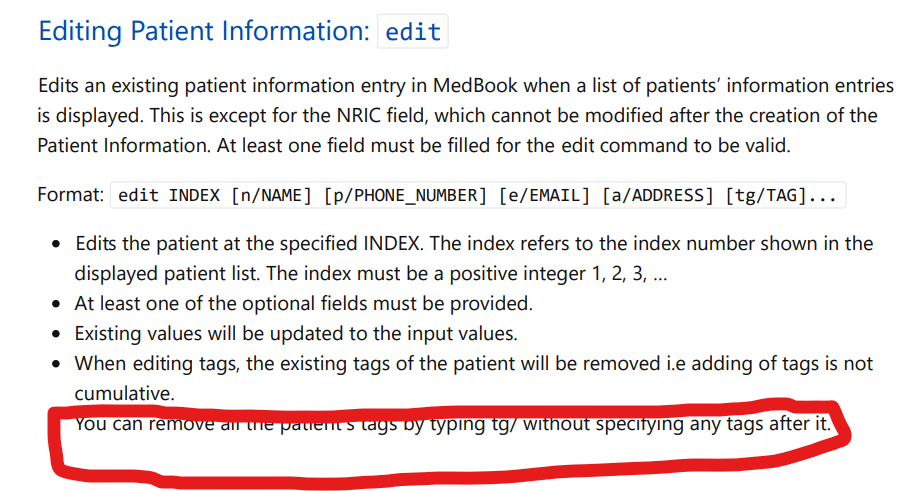 Editing Patient Information: edit
Edits an existing patient information entry in MedBook when a list of patients’ information entries
is displayed. This is except for the NRIC field, which cannot be modified after the creation of the
Patient Information. At least one field must be filled for the edit command to be valid.
Format: edit INDEX [n/NAME] [p/PHONE_NUMBER] [e/EMAIL] [a/ADDRESS] [tg/TAG]...
• Edits the patient at the specified INDEX. The index refers to the index number shown in the
displayed patient list. The index must be a positive integer 1, 2, 3, …
• At least one of the optional fields must be provided.
• Existing values will be updated to the input values.
• When editing tags, the existing tags of the patient will be removed i.e adding of tags is not
cumulative.
You can remove all the patient’s tags by typing tg/ without specifying any tags after it.